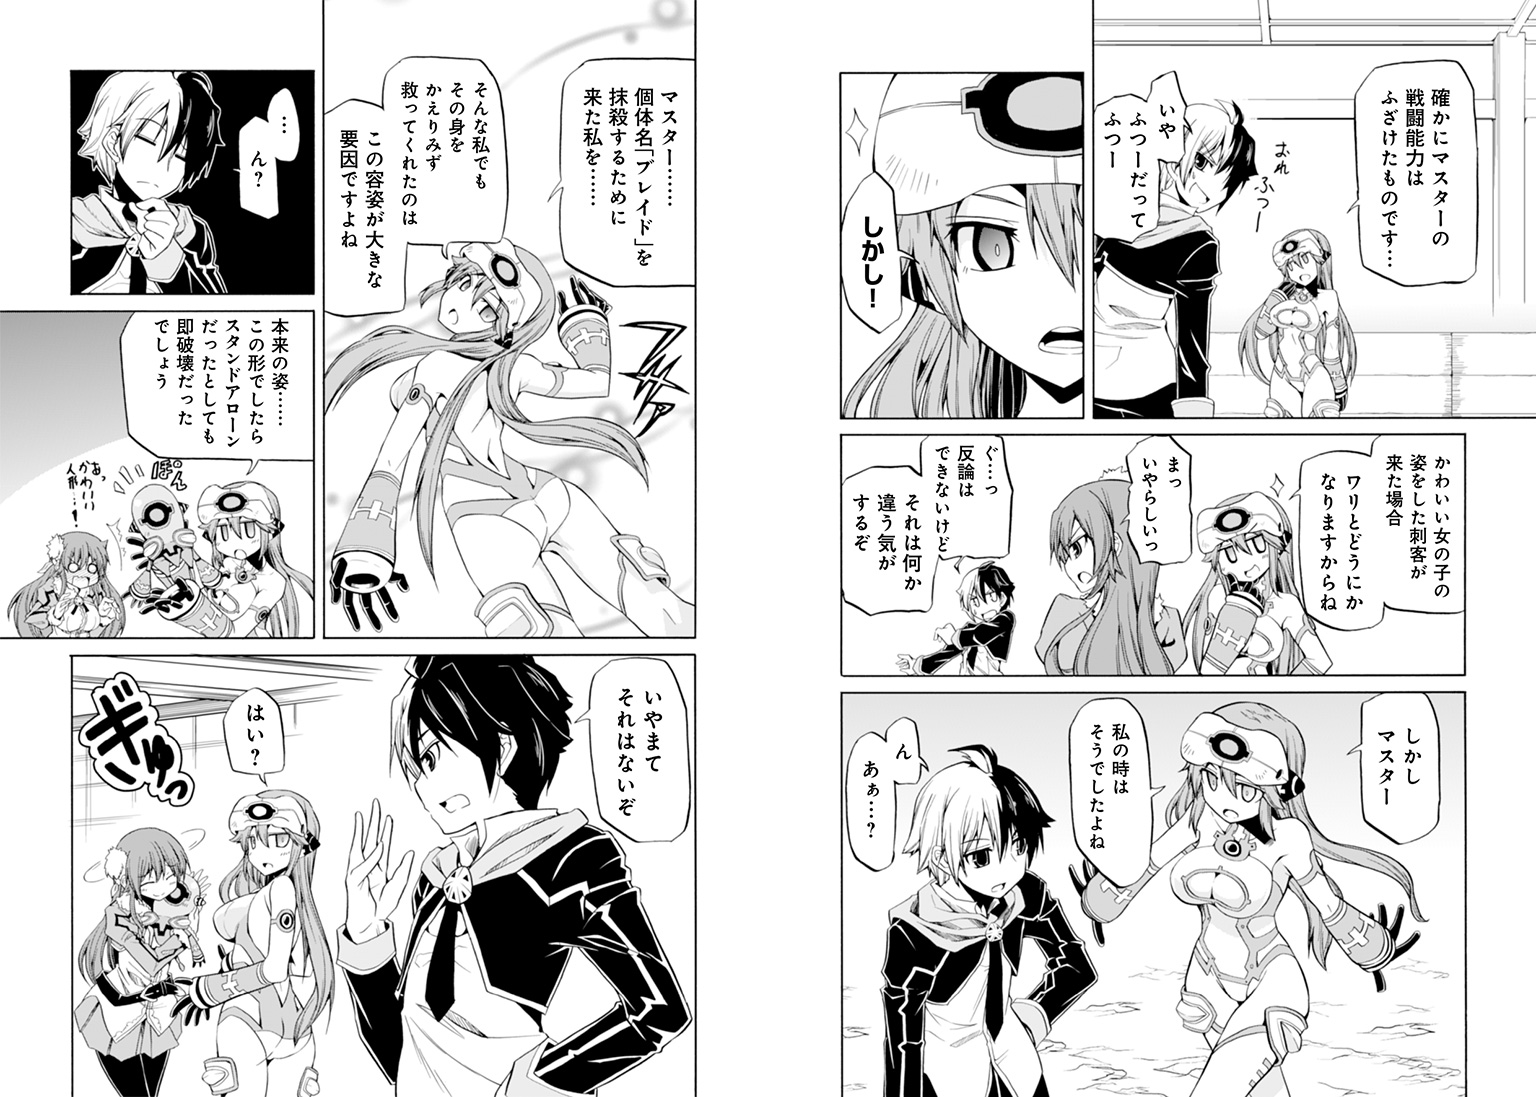 確かにマスターの
戦闘能力は
ふざけたものです…
いや
ふつーだって
ふつー
おれ
ふつー
しかし！
かわいい女の子の
姿をした刺客が
来た場合
ワリとどうにか
なりますからね
まっ
いやらしいっ
ぐ…っ
反論は
できないけど
それは何か
違う気が
するぞ
しかし
マスター
私の時は
そうでしたよね
ん
あぁ…？
マスター……
個体名「ブレイド」を
抹殺するために
来た私を……
そんな私でも
その身を
かえりみず
救ってくれたのは
この容姿が大きな
要因ですよね
…
ん？
本来の姿……
この形でしたら
スタンドアローン
だったとしても
即破壊だった
でしょう
ぽん
あっ
かわいい
人形…！
いやまて
それはないぞ
はい？
ぎゅっ